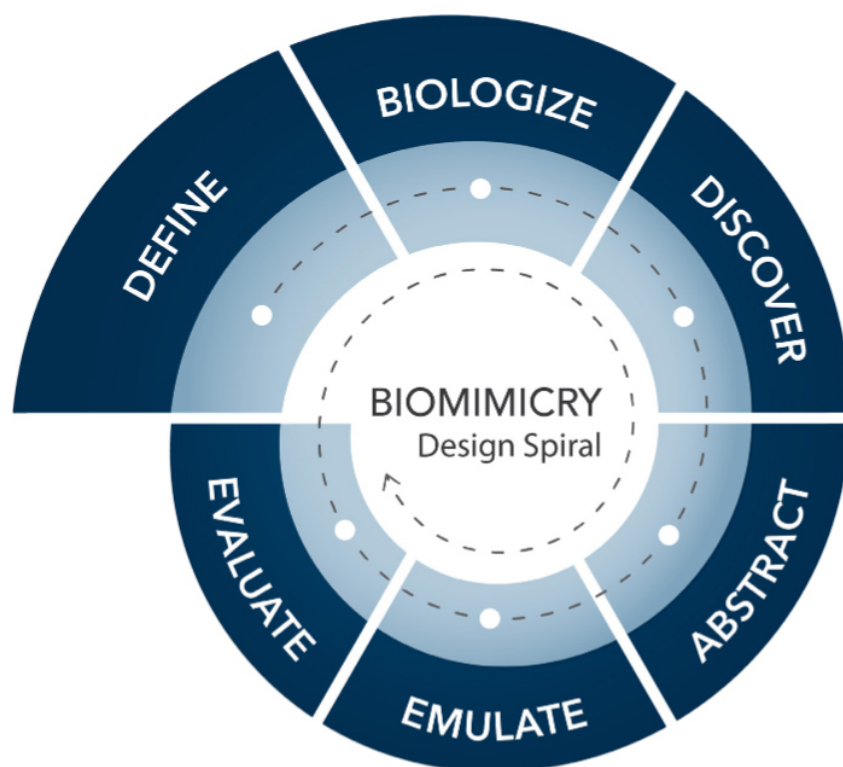 DEFINE
BIOLOGIZE
DISCOVER
ABSTRACT
EMULATE
EVALUATE
BIOMIMICRY
Design Spiral